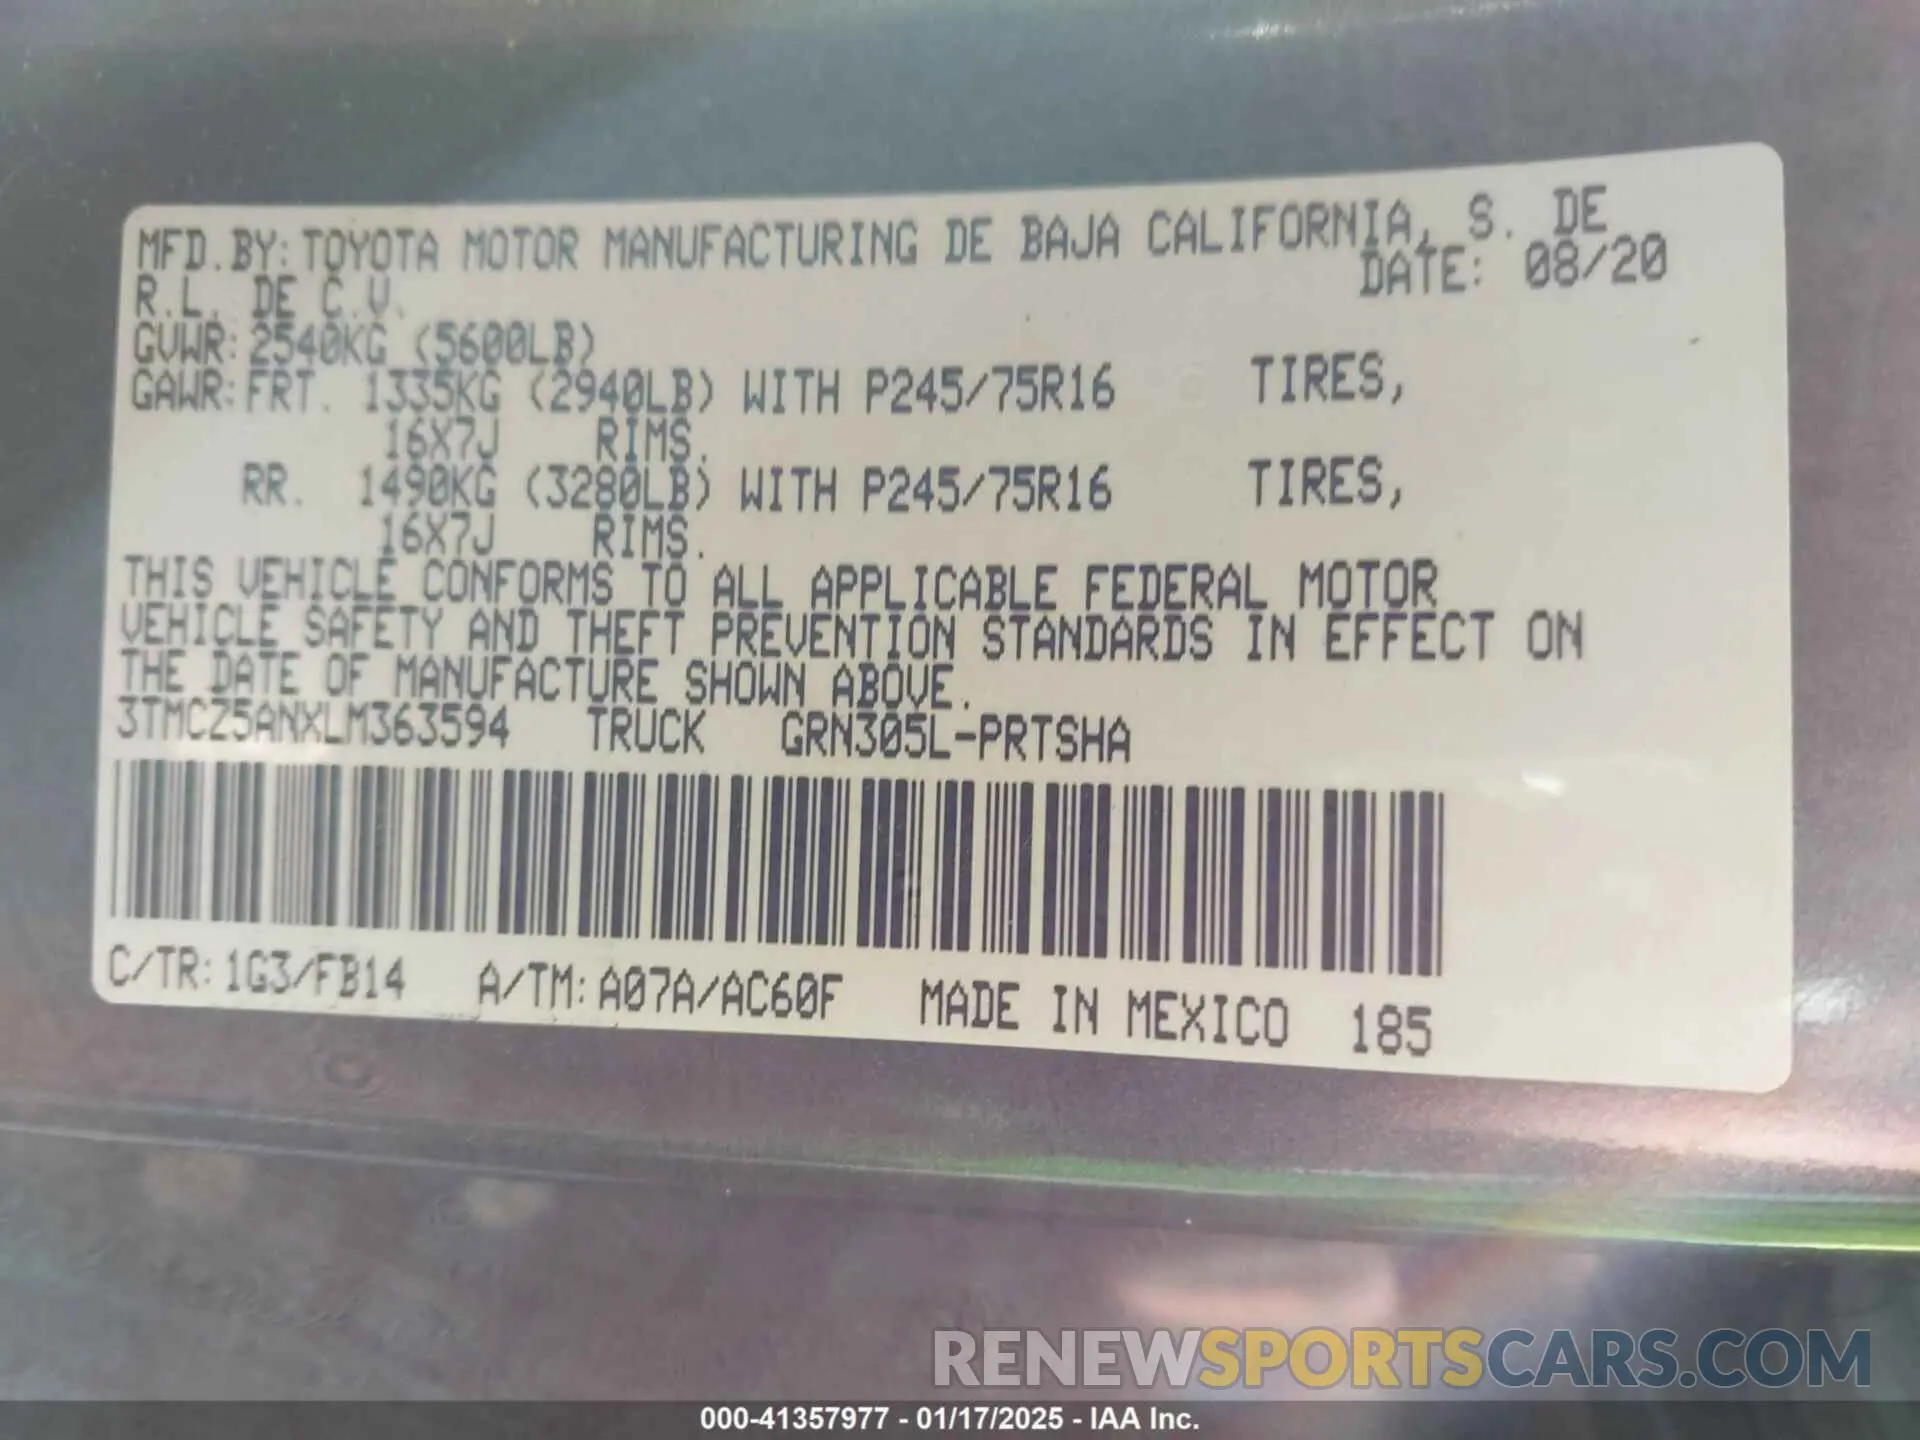 MFD.BY: TOYOTA MOTOR MANUFACTURING DE BAJA CALIFORNIA, S. DE
R.L. DE C.V. DATE: 08/20
GVWR: 2540KG (5600LB)
GAWR: FRT. 1335KG (2940LB) WITH P245/75R16 TIRES,
16X7J RIMS.
RR. 1490KG (3280LB) WITH P245/75R16 TIRES,
16X7J RIMS.
THIS VEHICLE CONFORMS TO ALL APPLICABLE FEDERAL MOTOR
VEHICLE SAFETY AND THEFT PREVENTION STANDARDS IN EFFECT ON
THE DATE OF MANUFACTURE SHOWN ABOVE.
3TMCZ5ANXLM363594 TRUCK GRN305L-PRTSHA
C/TR: 1G3/FB14 A/TM: A07A/AC60F MADE IN MEXICO 185
RENEWSPORTSCARS.COM
000-41357977 - 01/17/2025 - IAA Inc.